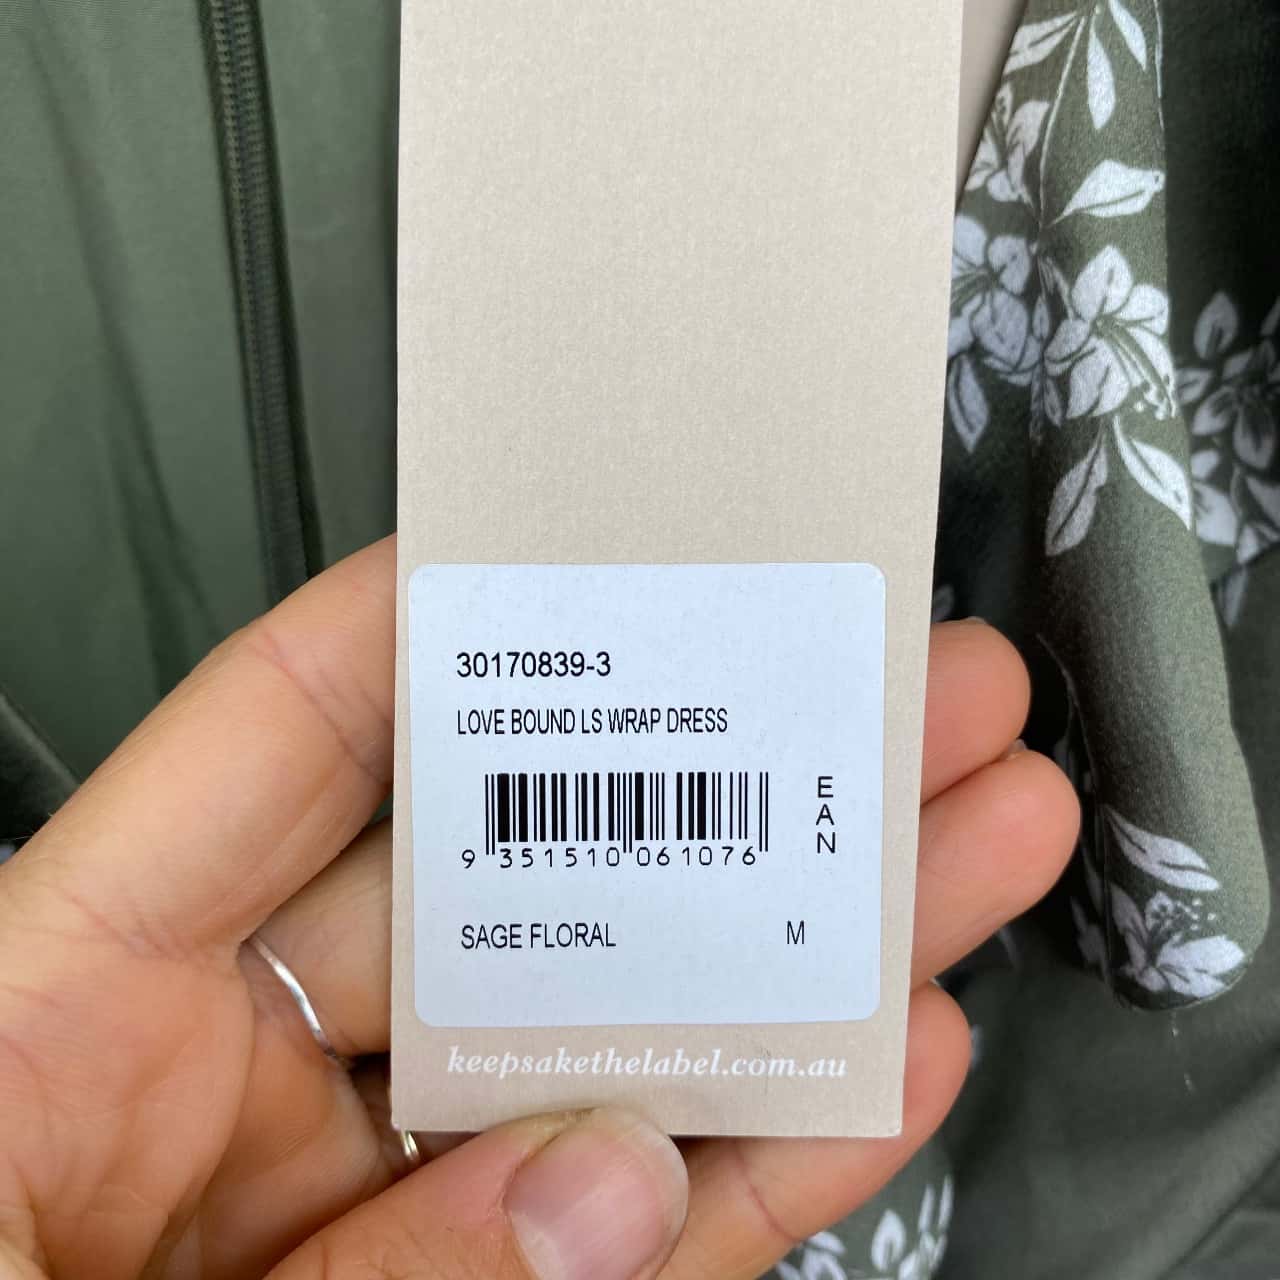 30170839-3
LOVE BOUND LS WRAP DRESS
EAN
9 351510 061076
SAGE FLORAL M
keepsakethelabel.com.au